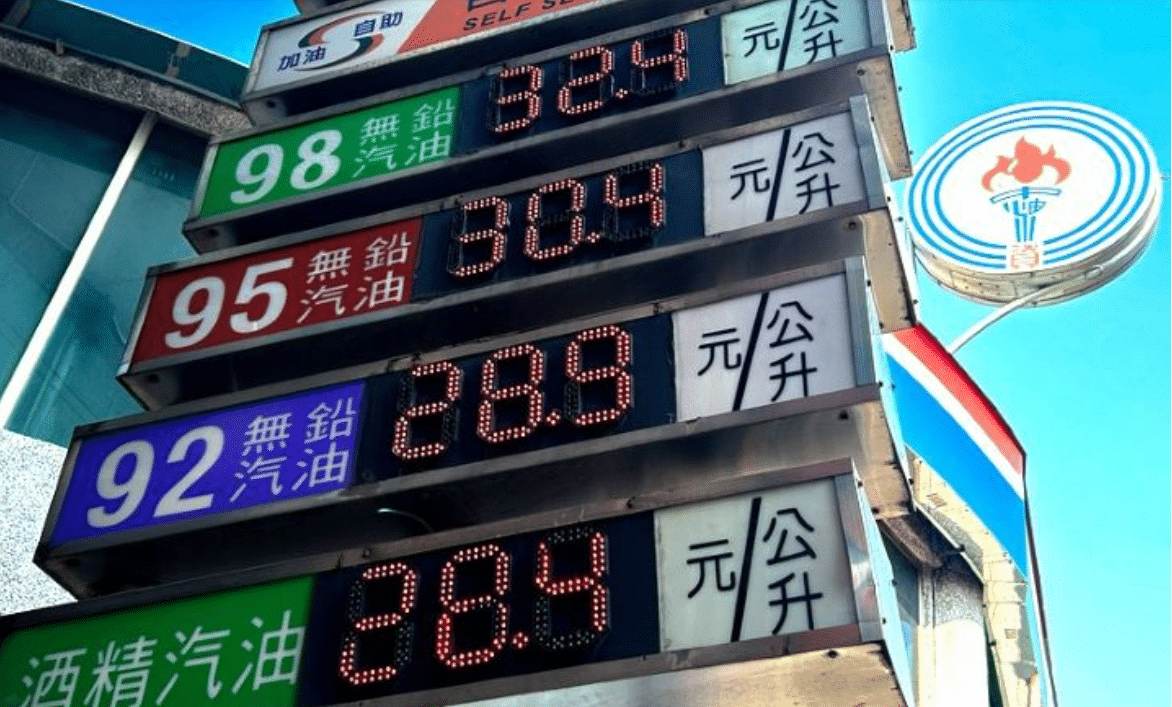 加油 自助
SELF SE
98 無鉛汽油 32.4 元/公升
95 無鉛汽油 30.4 元/公升
92 無鉛汽油 28.9 元/公升
酒精汽油 28.4 元/公升